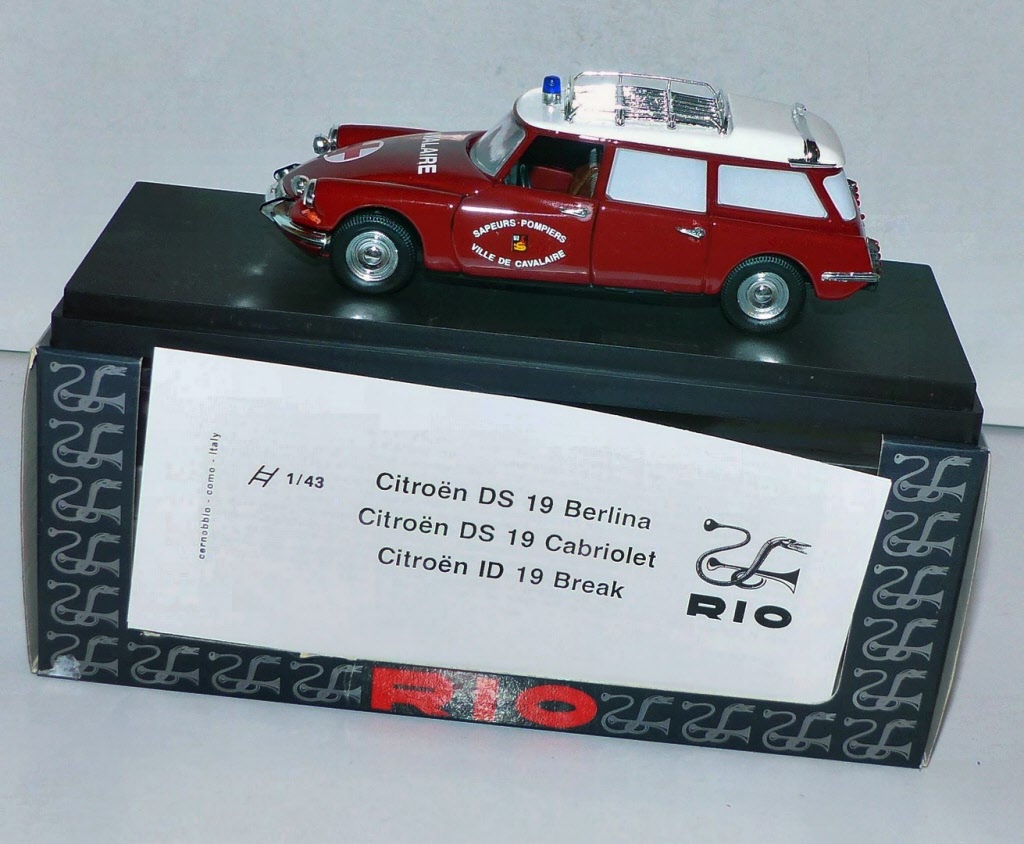 VALAIRE
SAPEURS-POMPIERS
VILLE DE CAVALAIRE
cernobbio - como - italy
1/43
Citroën DS 19 Berlina
Citroën DS 19 Cabriolet
Citroën ID 19 Break
RIO
RIO